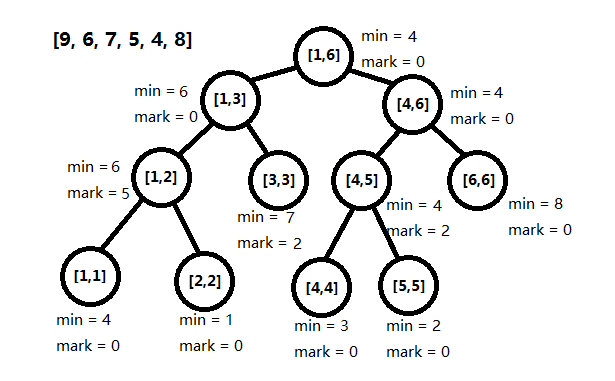 [9, 6, 7, 5, 4, 8]
[1,6]
min = 4
mark = 0
[1,3]
min = 6
mark = 0
[4,6]
min = 4
mark = 0
[1,2]
min = 6
mark = 5
[3,3]
min = 7
mark = 2
[4,5]
min = 4
mark = 2
[6,6]
min = 8
mark = 0
[1,1]
min = 4
mark = 0
[2,2]
min = 1
mark = 0
[4,4]
min = 3
mark = 0
[5,5]
min = 2
mark = 0